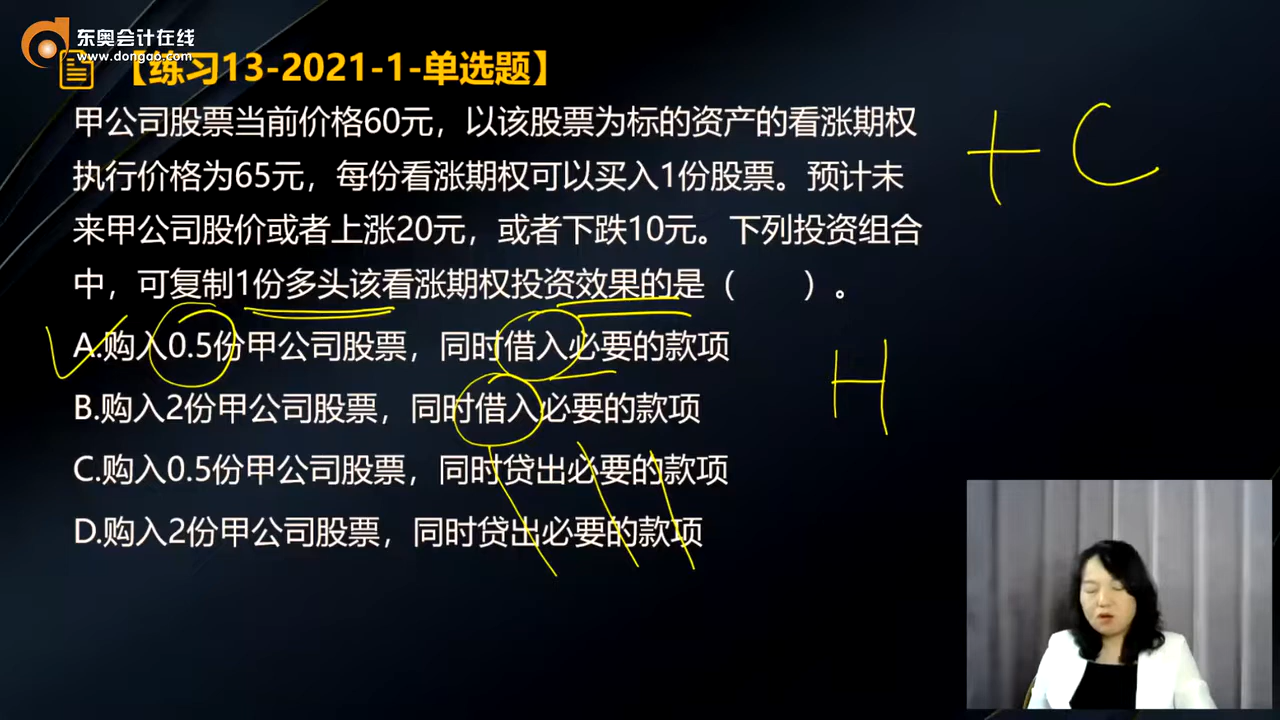 东奥会计在线
www.dongao.com
【练习13-2021-1-单选题】
甲公司股票当前价格60元，以该股票为标的资产的看涨期权
执行价格为65元，每份看涨期权可以买入1份股票。预计未
来甲公司股价或者上涨20元，或者下跌10元。下列投资组合
中，可复制1份多头该看涨期权投资效果的是（　　）。
A.购入0.5份甲公司股票，同时借入必要的款项
B.购入2份甲公司股票，同时借入必要的款项
C.购入0.5份甲公司股票，同时贷出必要的款项
D.购入2份甲公司股票，同时贷出必要的款项
+C
H